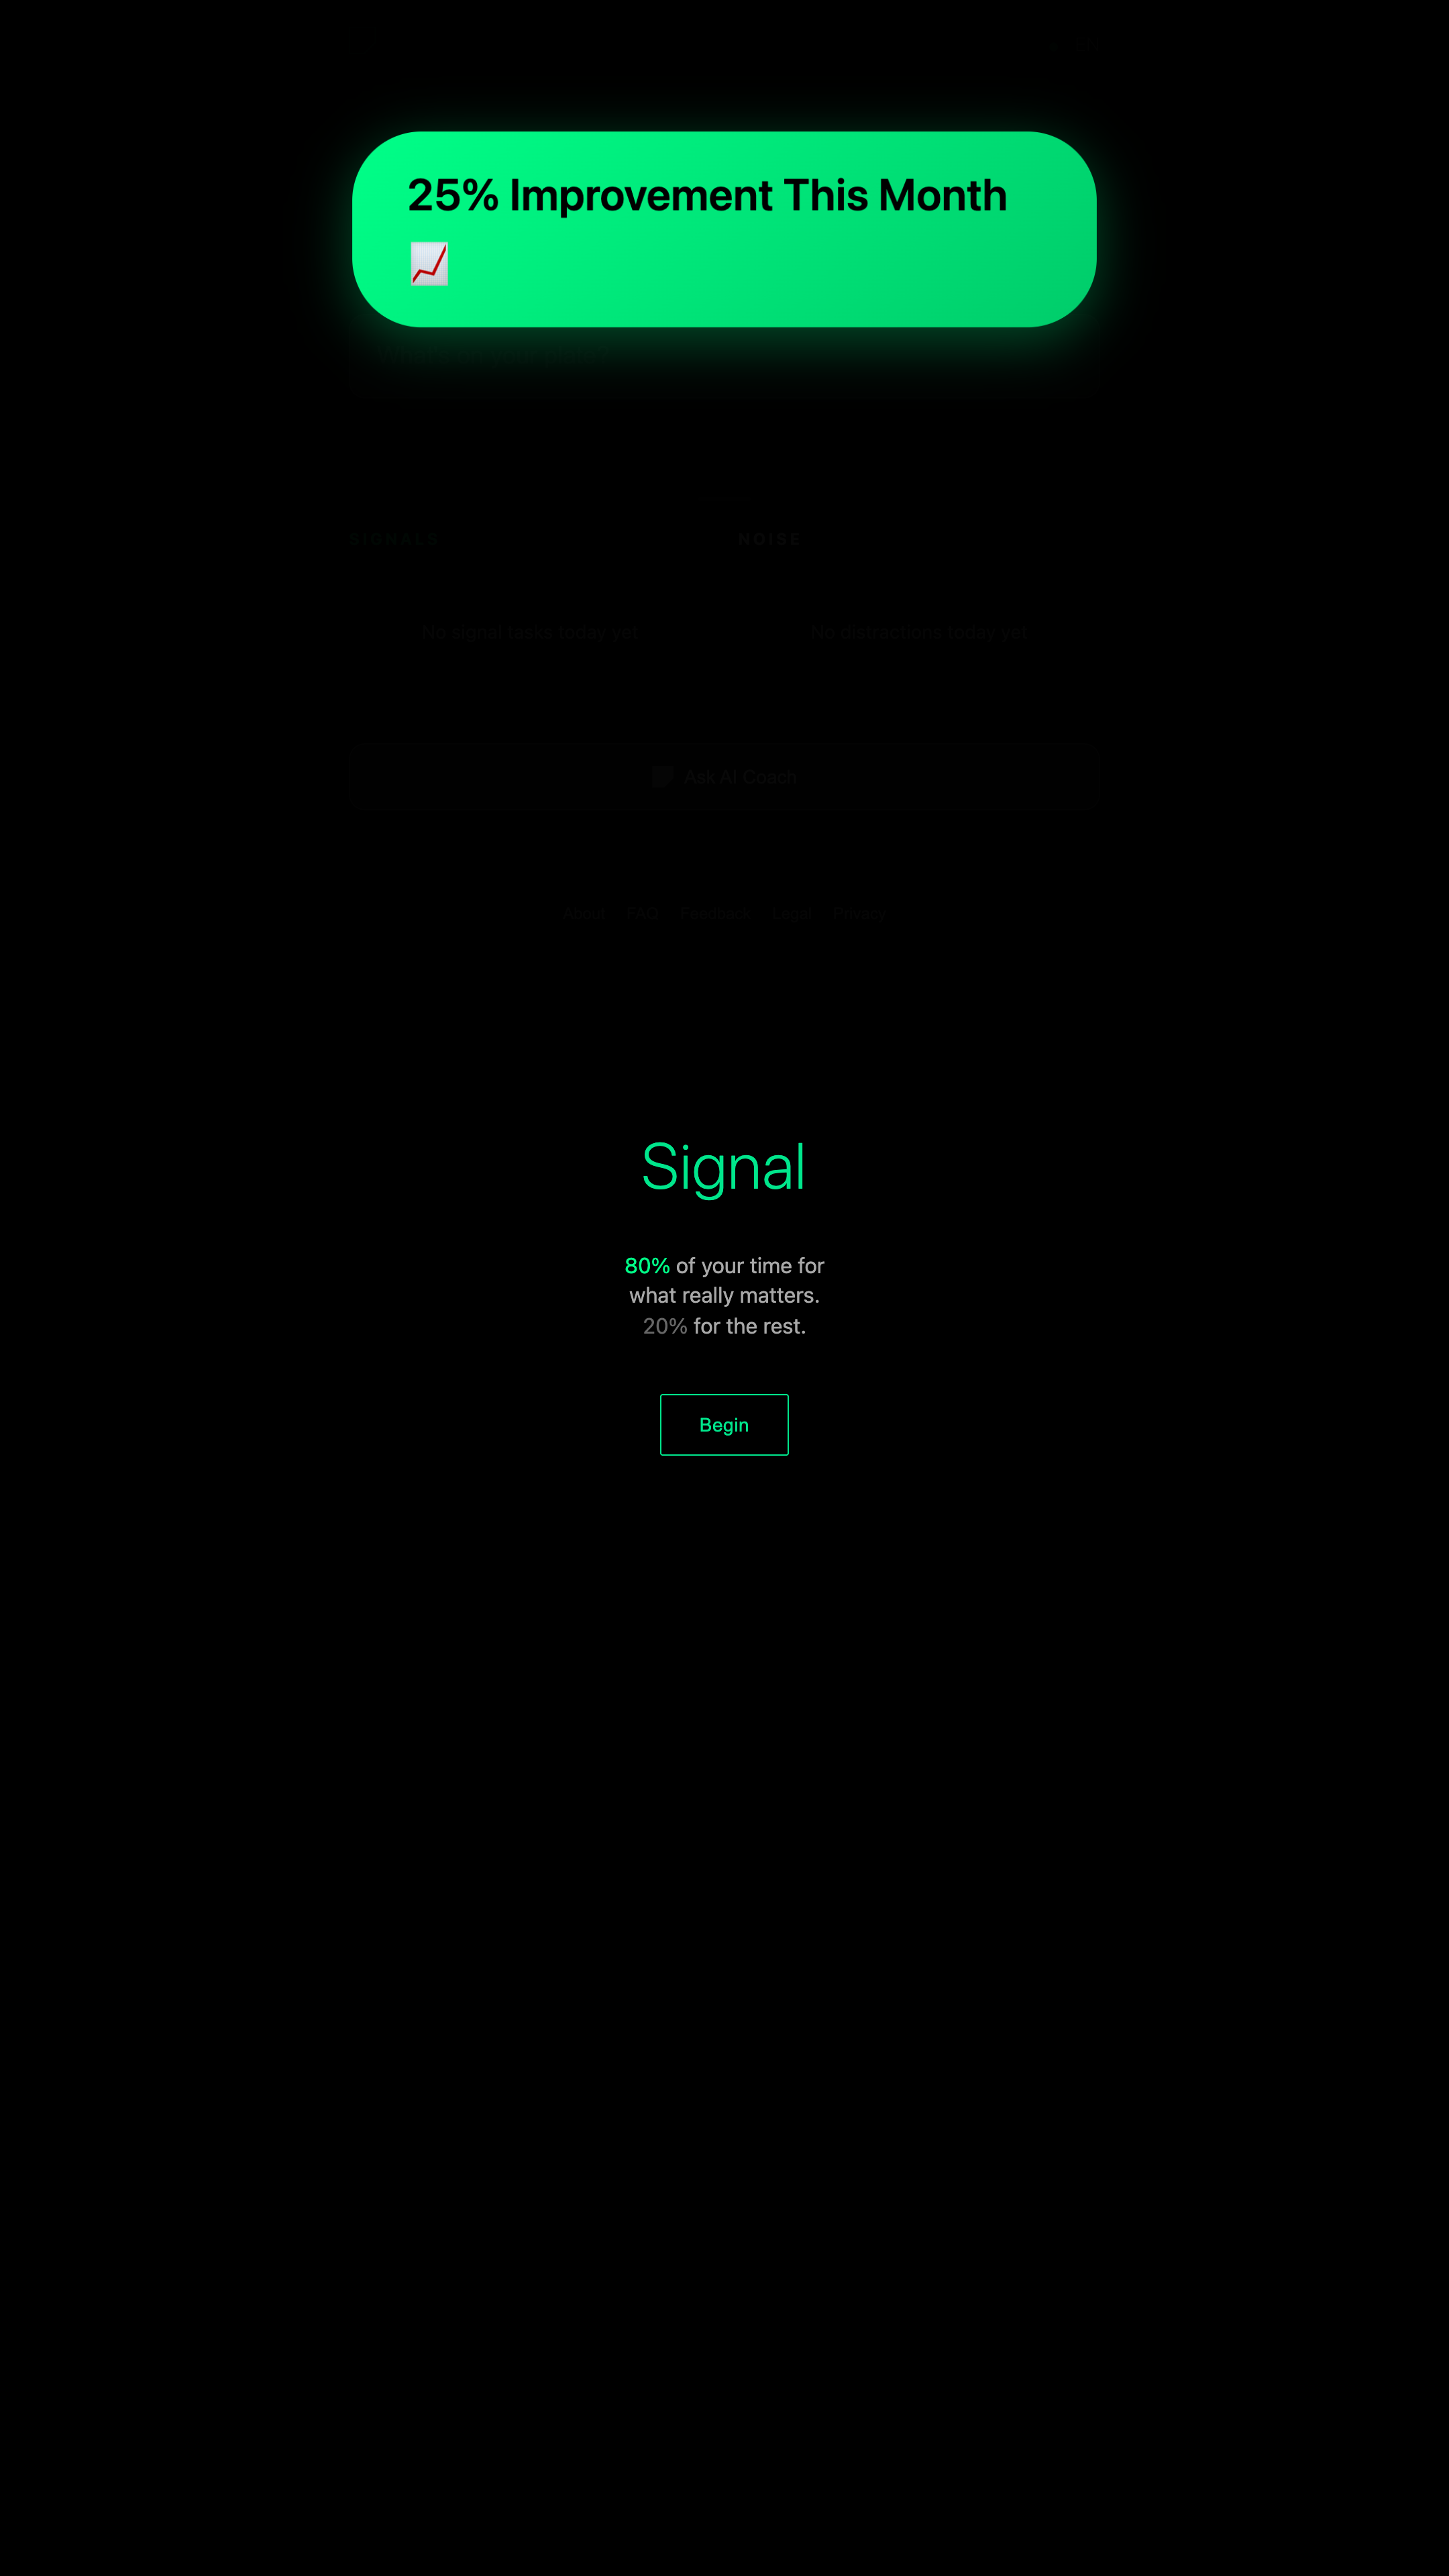 25% Improvement This Month
📈
SIGNALS
NOISE
No signal tasks today yet
No distractions today yet
Ask AI Coach
About FAQ Feedback Legal Privacy
Signal
80% of your time for
what really matters.
20% for the rest.
Begin